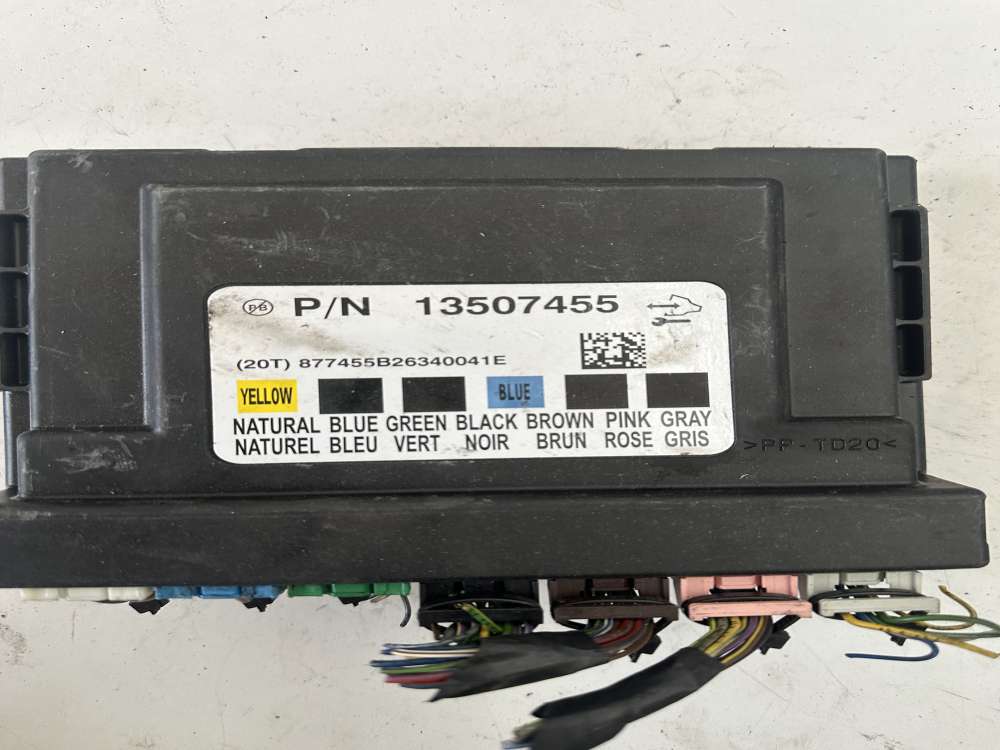 PB P/N 13507455
(20T) 877455B26340041E
YELLOW BLUE
NATURAL BLUE GREEN BLACK BROWN PINK GRAY
NATUREL BLEU VERT NOIR BRUN ROSE GRIS
>PP-TD20<